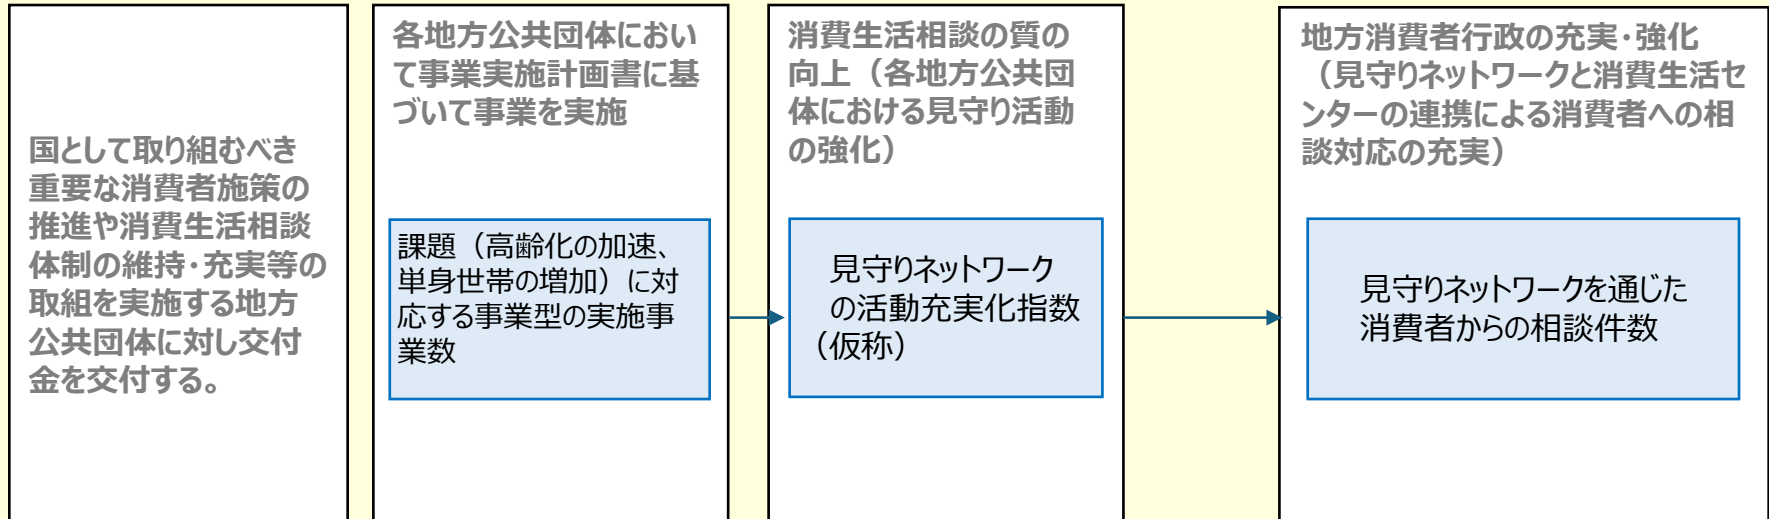 国として取り組むべき
重要な消費者施策の
推進や消費生活相談
体制の維持・充実等の
取組を実施する地方
公共団体に対し交付
金を交付する。
各地方公共団体におい
て事業実施計画書に基
づいて事業を実施
課題（高齢化の加速、
単身世帯の増加）に対
応する事業型の実施事
業数
消費生活相談の質の
向上（各地方公共団
体における見守り活動
の強化）
見守りネットワーク
の活動充実化指数
（仮称）
地方消費者行政の充実・強化
（見守りネットワークと消費生活セ
ンターの連携による消費者への相
談対応の充実）
見守りネットワークを通じた
消費者からの相談件数